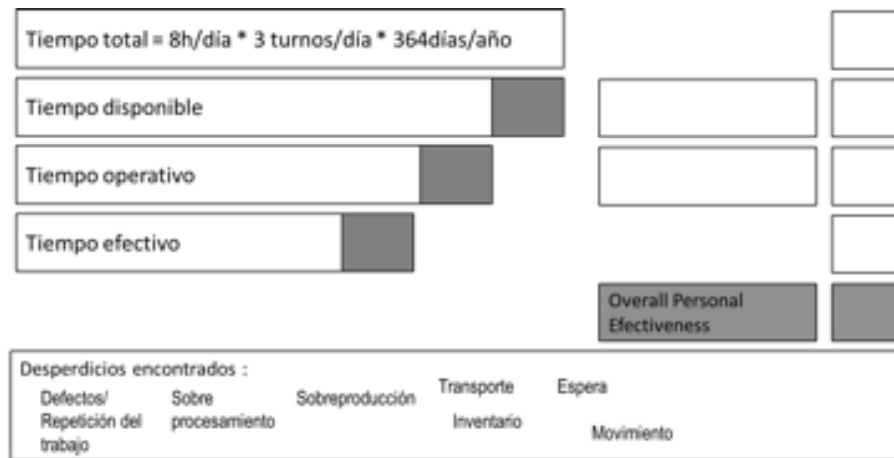 Tiempo total = 8h/día * 3 turnos/día * 364días/año
Tiempo disponible
Tiempo operativo
Tiempo efectivo
Overall Personal
Efectiveness
Desperdicios encontrados :
Defectos/
Repetición del
trabajo
Sobre
procesamiento
Sobreproducción
Transporte
Inventario
Espera
Movimiento